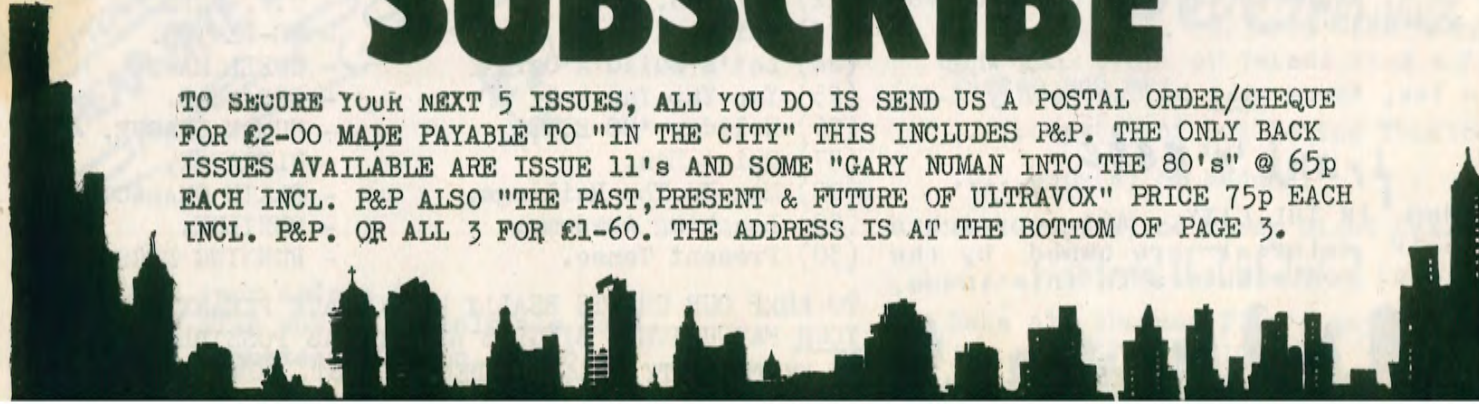 SUBSCRIBE
TO SECURE YOUR NEXT 5 ISSUES, ALL YOU DO IS SEND US A POSTAL ORDER/CHEQUE
FOR £2-00 MADE PAYABLE TO "IN THE CITY" THIS INCLUDES P&P. THE ONLY BACK
ISSUES AVAILABLE ARE ISSUE 11's AND SOME "GARY NUMAN INTO THE 80's" @ 65p
EACH INCL. P&P ALSO "THE PAST,PRESENT & FUTURE OF ULTRAVOX" PRICE 75p EACH
INCL. P&P. OR ALL 3 FOR £1-60. THE ADDRESS IS AT THE BOTTOM OF PAGE 3.